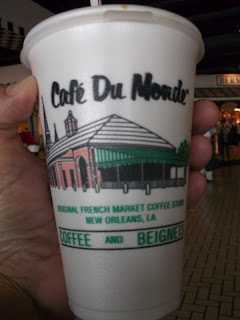 Café Du Monde
ORIGINAL FRENCH MARKET COFFEE STAND
NEW ORLEANS, LA.
COFFEE AND BEIGNETS